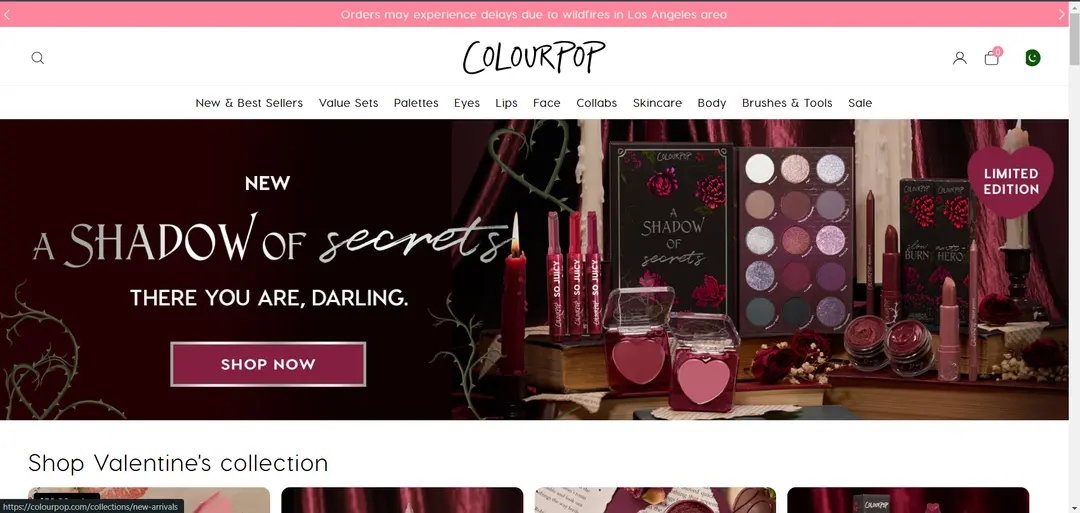 Orders may experience delays due to wildfires in Los Angeles area
COLOURPOP
0
New & Best Sellers Value Sets Palettes Eyes Lips Face Collabs Skincare Body Brushes & Tools Sale
NEW
A SHADOW OF secrets
THERE YOU ARE, DARLING.
SHOP NOW
COLOURPOP
A
SHADOW
OF
secrets
SO JUICY
SO JUICY
SO JUICY
COLOURPOP COLOURPOP
slow BURN
anti- HERO
LIMITED
EDITION
Shop Valentine's collection
https://colourpop.com/collections/new-arrivals